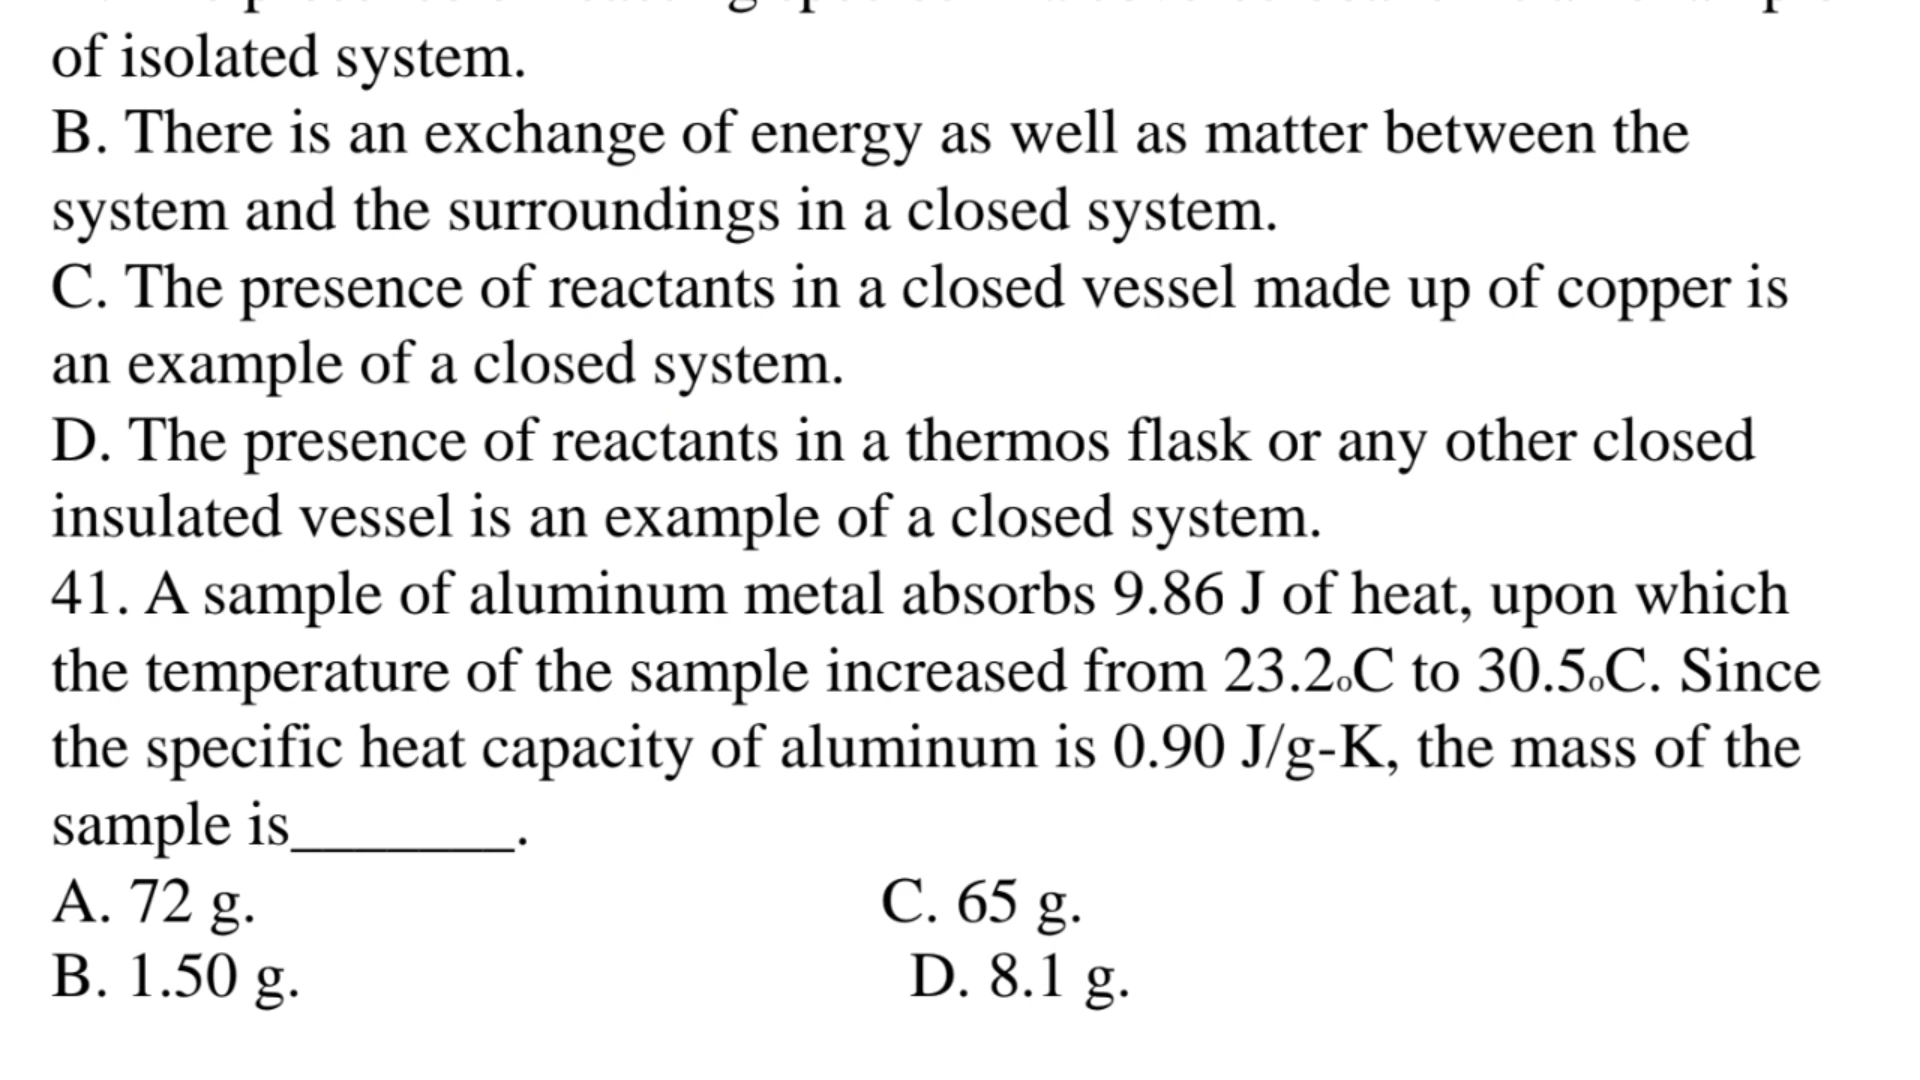 of isolated system.
B. There is an exchange of energy as well as matter between the
system and the surroundings in a closed system.
C. The presence of reactants in a closed vessel made up of copper is
an example of a closed system.
D. The presence of reactants in a thermos flask or any other closed
insulated vessel is an example of a closed system.
41. A sample of aluminum metal absorbs 9.86 J of heat, upon which
the temperature of the sample increased from 23.2ₒC to 30.5ₒC. Since
the specific heat capacity of aluminum is 0.90 J/g-K, the mass of the
sample is_______.
A. 72 g. C. 65 g.
B. 1.50 g. D. 8.1 g.